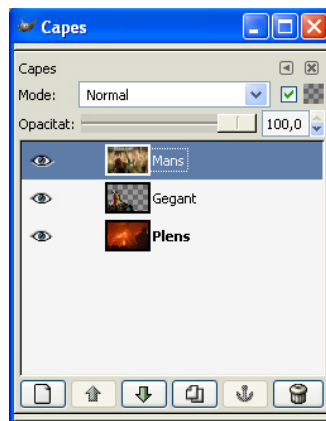 Capes
Capes
Mode: Normal
Opacitat: 100,0
Mans
Gegant
Plens